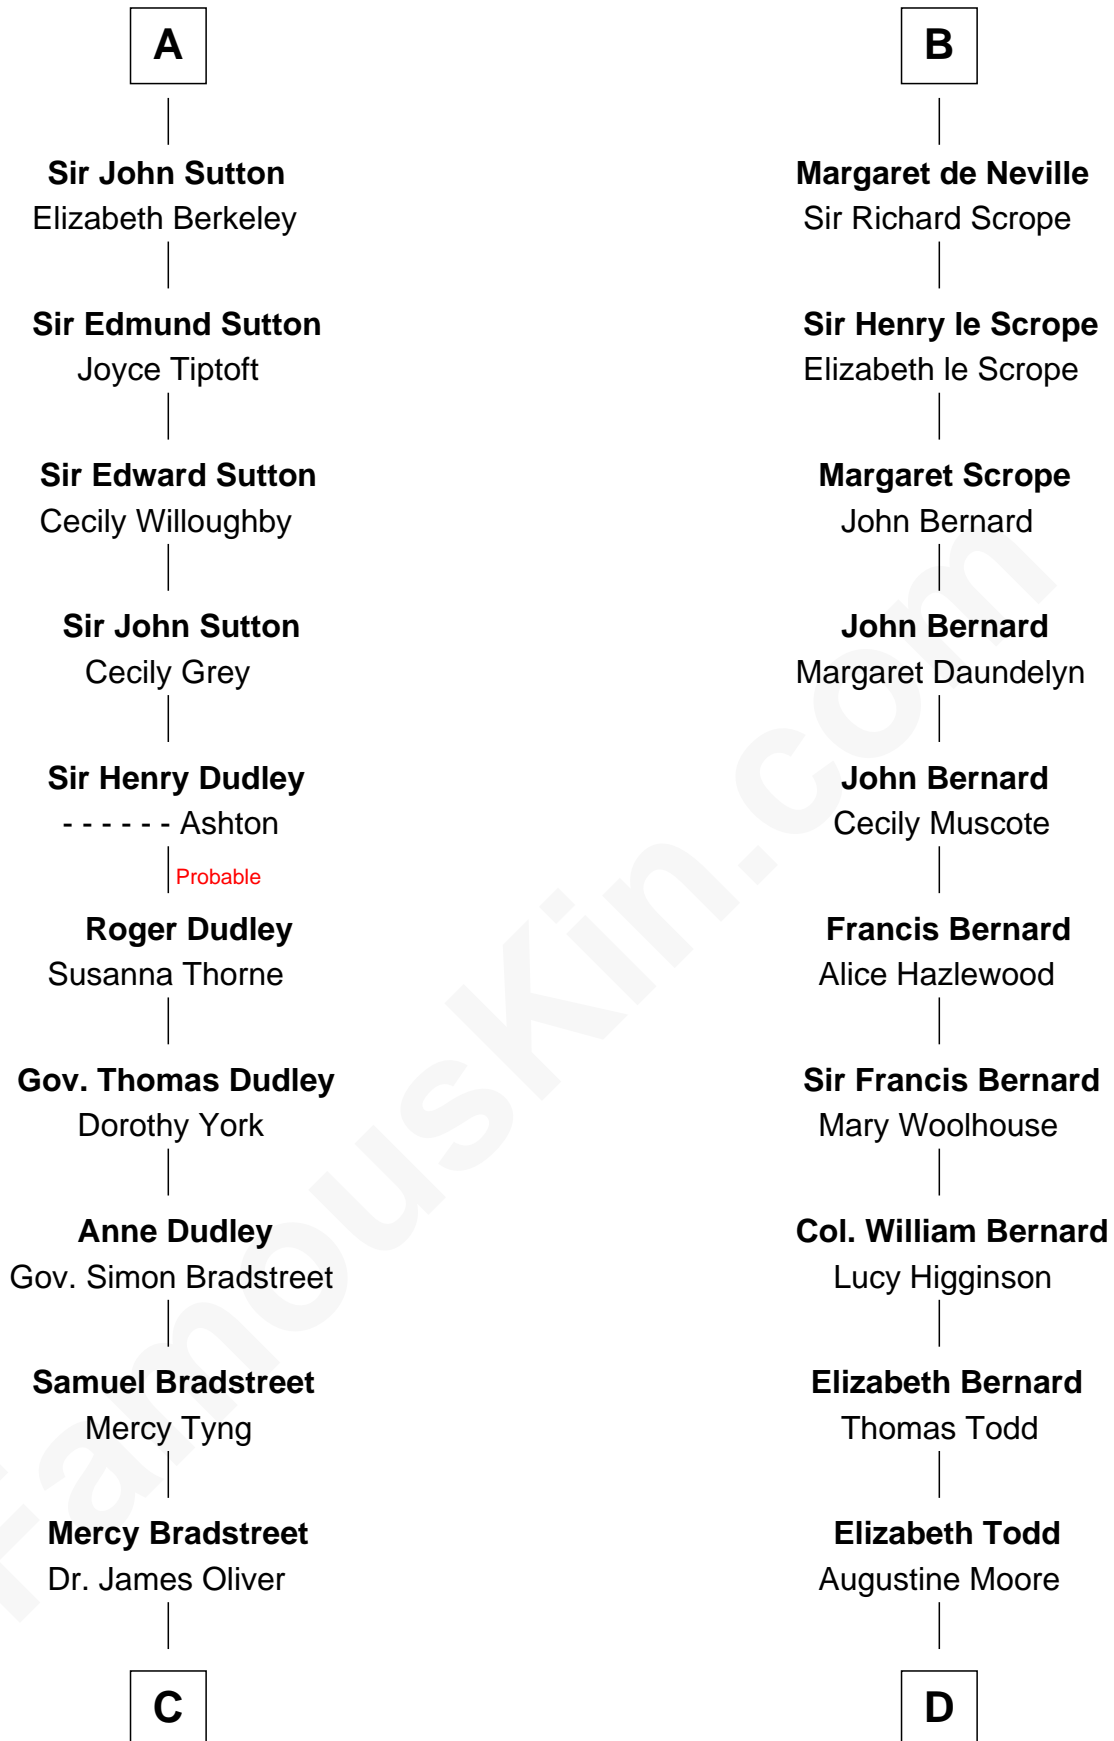 A
Sir John Sutton
Elizabeth Berkeley
Sir Edmund Sutton
Joyce Tiptoft
Sir Edward Sutton
Cecily Willoughby
Sir John Sutton
Cecily Grey
Sir Henry Dudley
- - - - - - Ashton
Probable
Roger Dudley
Susanna Thorne
Gov. Thomas Dudley
Dorothy York
Anne Dudley
Gov. Simon Bradstreet
Samuel Bradstreet
Mercy Tyng
Mercy Bradstreet
Dr. James Oliver
C
B
Margaret de Neville
Sir Richard Scrope
Sir Henry le Scrope
Elizabeth le Scrope
Margaret Scrope
John Bernard
John Bernard
Margaret Daundelyn
John Bernard
Cecily Muscote
Francis Bernard
Alice Hazlewood
Sir Francis Bernard
Mary Woolhouse
Col. William Bernard
Lucy Higginson
Elizabeth Bernard
Thomas Todd
Elizabeth Todd
Augustine Moore
D
FamousKin.com